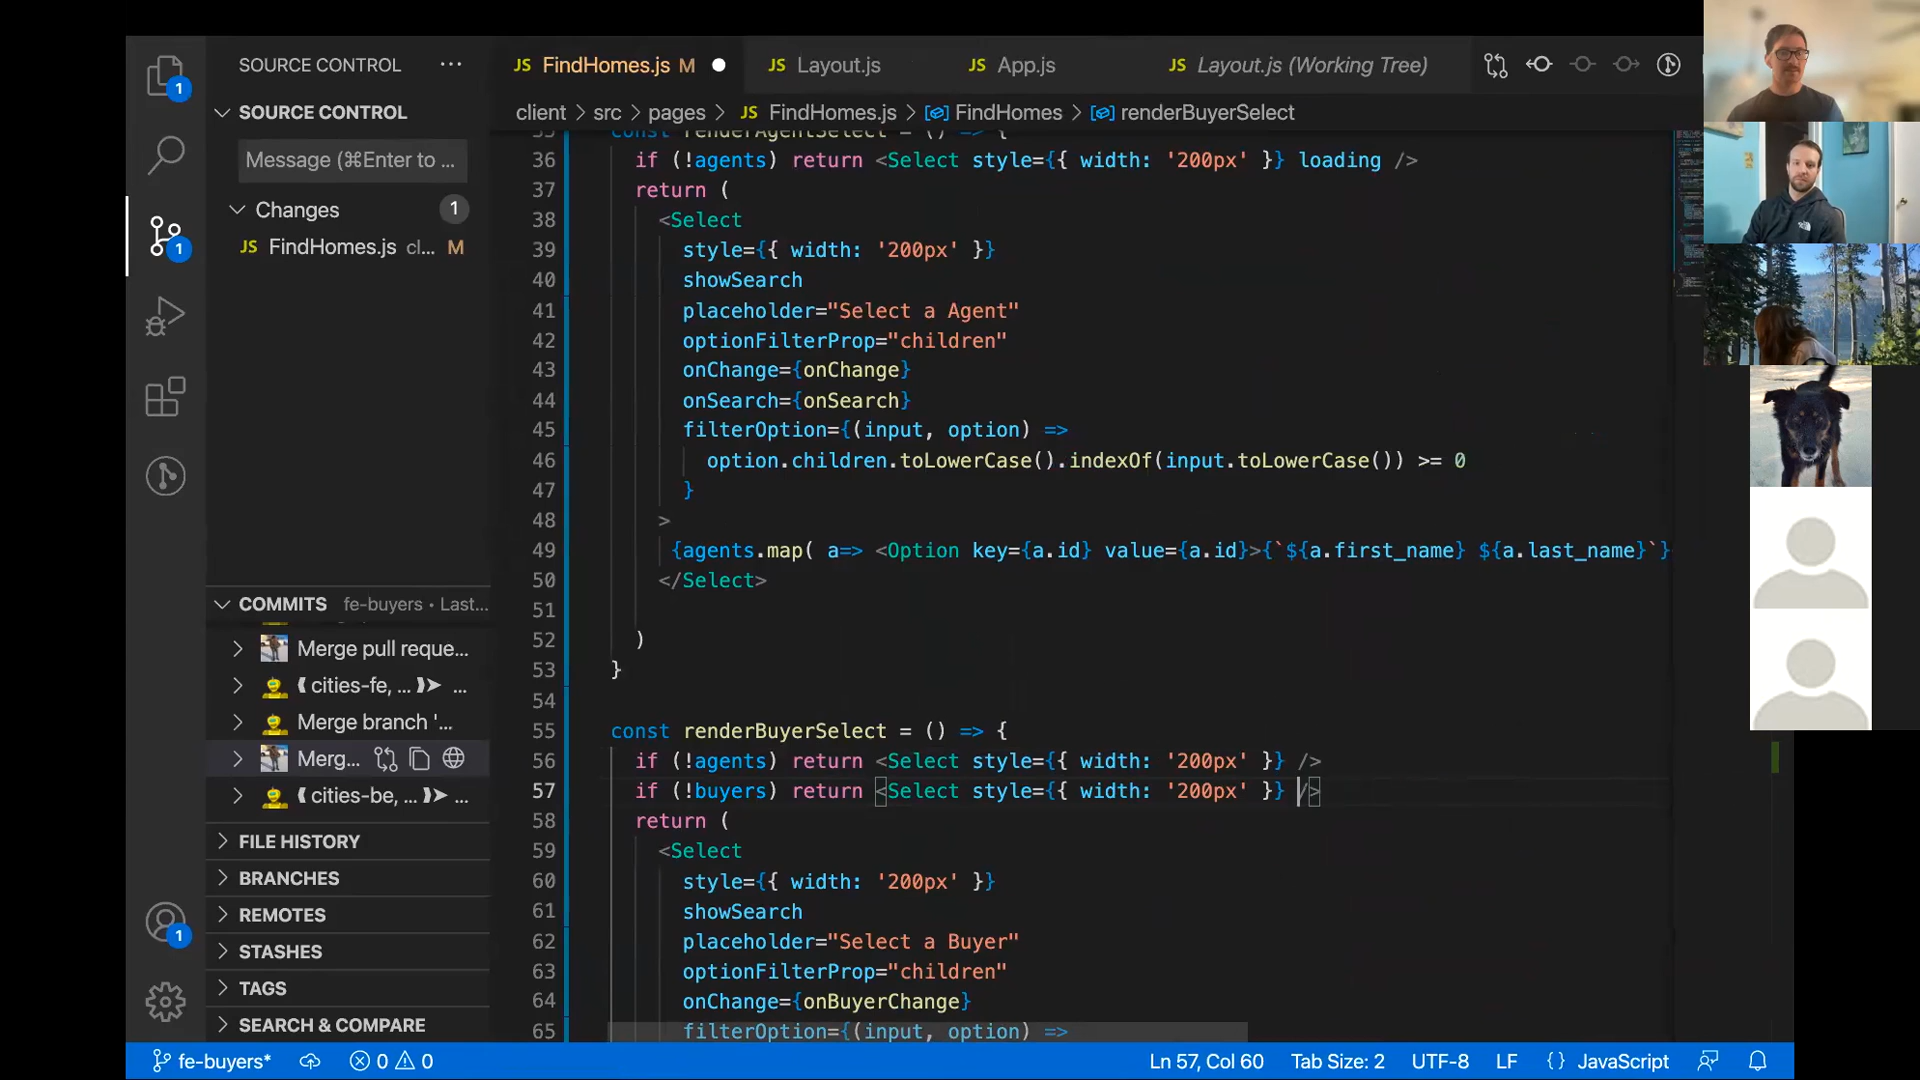 SOURCE CONTROL
FindHomes.js M
Layout.js
App.js
Layout.js (Working Tree)
client > src > pages > JS FindHomes.js > FindHomes > renderBuyerSelect
1
SOURCE CONTROL
Message (⌘Enter to ...
Changes 1
JS FindHomes.js cl... M
1
COMMITS fe-buyers • Last...
Merge pull reque...
cities-fe, ...
Merge branch '...
Merg...
cities-be, ...
FILE HISTORY
BRANCHES
REMOTES
STASHES
TAGS
SEARCH & COMPARE
1
35 const renderAgentSelect = () => {
36 if (!agents) return <Select style={{ width: '200px' }} loading />
37 return (
38 <Select
39 style={{ width: '200px' }}
40 showSearch
41 placeholder="Select a Agent"
42 optionFilterProp="children"
43 onChange={onChange}
44 onSearch={onSearch}
45 filterOption={(input, option) =>
46 option.children.toLowerCase().indexOf(input.toLowerCase()) >= 0
47 }
48 >
49 {agents.map( a=> <Option key={a.id} value={a.id}>{`${a.first_name} ${a.last_name}`}
50 </Select>
51
52 )
53 }
54
55 const renderBuyerSelect = () => {
56 if (!agents) return <Select style={{ width: '200px' }} />
57 if (!buyers) return <Select style={{ width: '200px' }} />
58 return (
59 <Select
60 style={{ width: '200px' }}
61 showSearch
62 placeholder="Select a Buyer"
63 optionFilterProp="children"
64 onChange={onBuyerChange}
65 filterOption={(input, option) =>
fe-buyers* 0 0 Ln 57, Col 60 Tab Size: 2 UTF-8 LF {} JavaScript